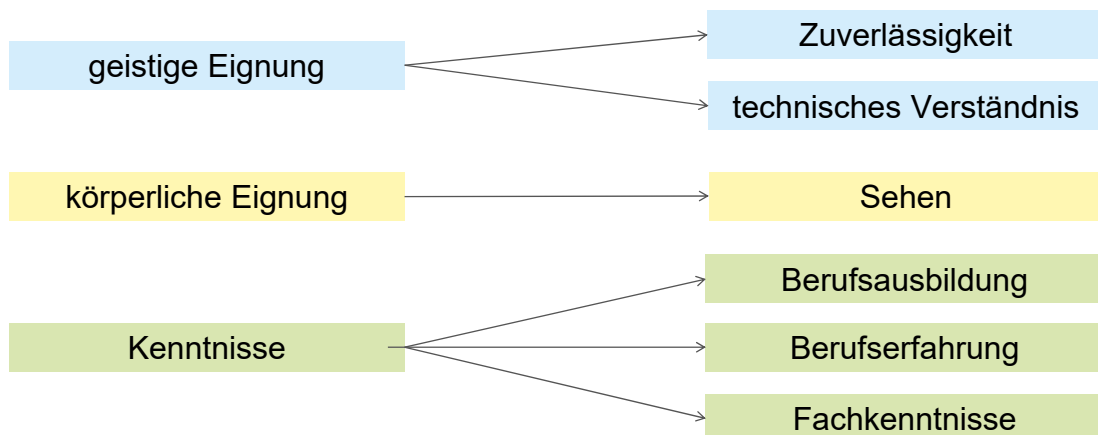 geistige Eignung
Zuverlässigkeit
technisches Verständnis
körperliche Eignung
Sehen
Kenntnisse
Berufsausbildung
Berufserfahrung
Fachkenntnisse